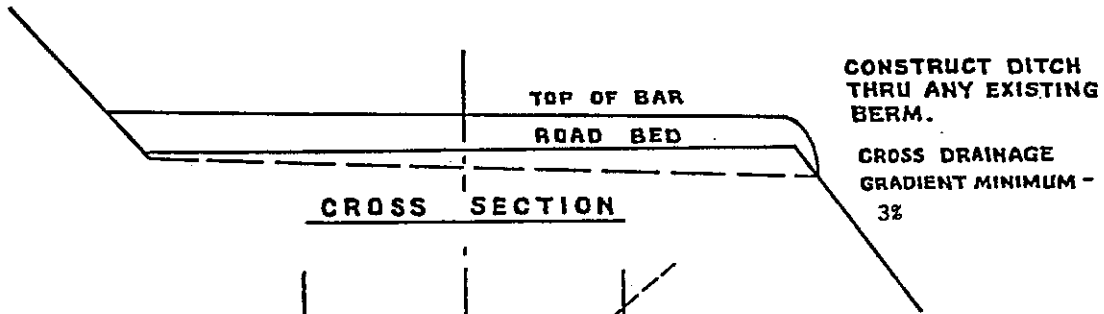 TOP OF BAR
ROAD BED
CROSS SECTION
CONSTRUCT DITCH
THRU ANY EXISTING
BERM.
CROSS DRAINAGE
GRADIENT MINIMUM -
3%